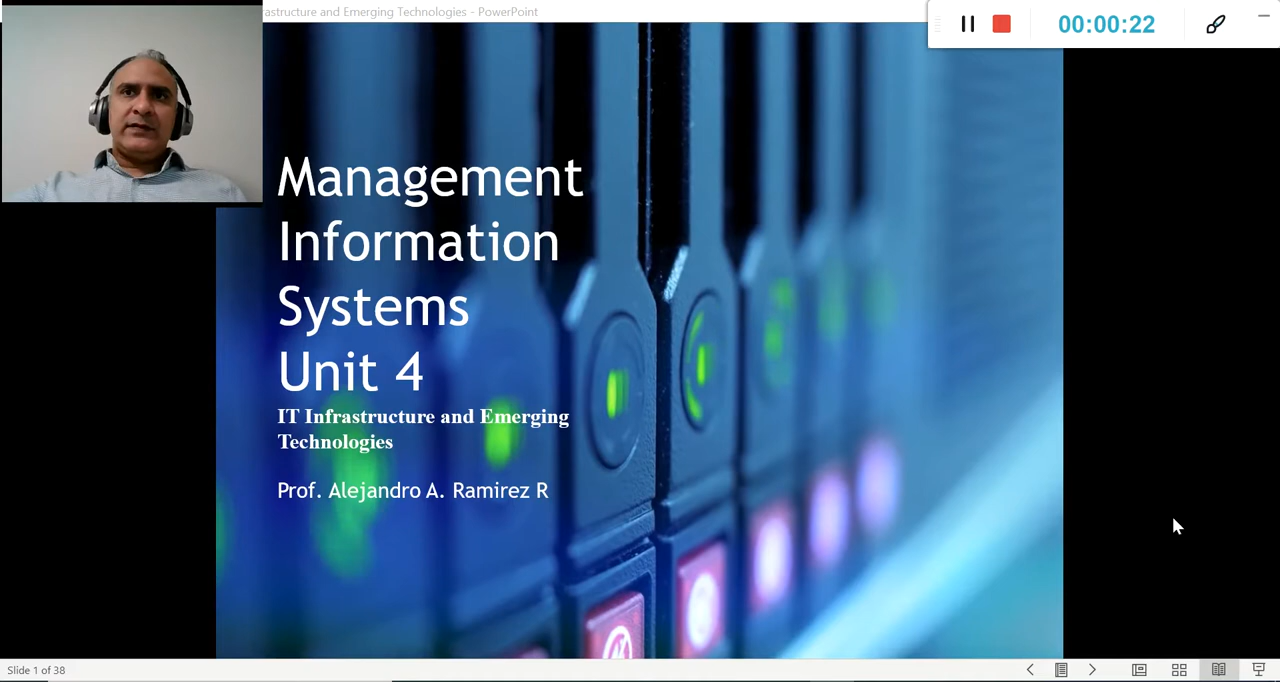 astructure and Emerging Technologies - PowerPoint
00:00:22
Management
Information
Systems
Unit 4
IT Infrastructure and Emerging
Technologies
Prof. Alejandro A. Ramirez R
Slide 1 of 38